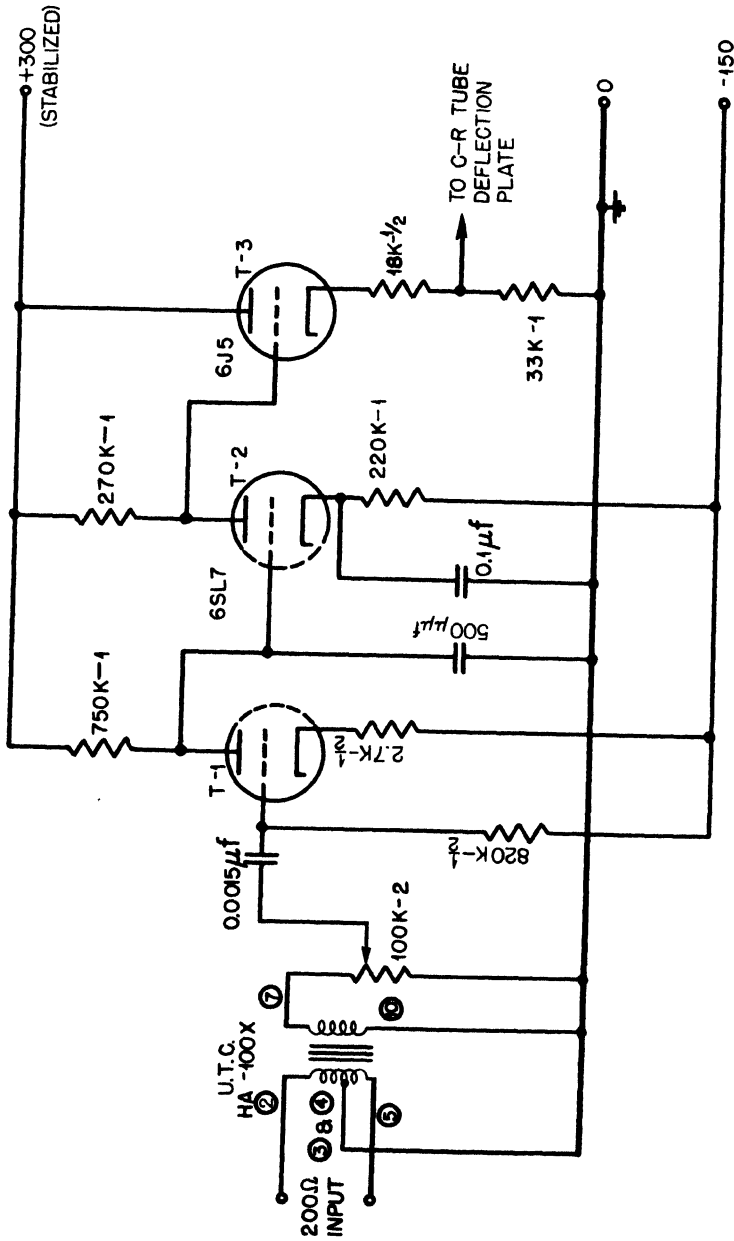 +300
(STABILIZED)
270K-1
750K-1
T-3
6J5
T-2
6SL7
T-1
18K-½
TO C-R TUBE
DEFLECTION
PLATE
33K-1
220K-1
0.1µf
500µµf
2.7K-½
820K-½
0.0015µf
100K-2
U.T.C.
HA-100X
②
③ & ④
⑤
⑦
⑩
200Ω
INPUT
0
-150